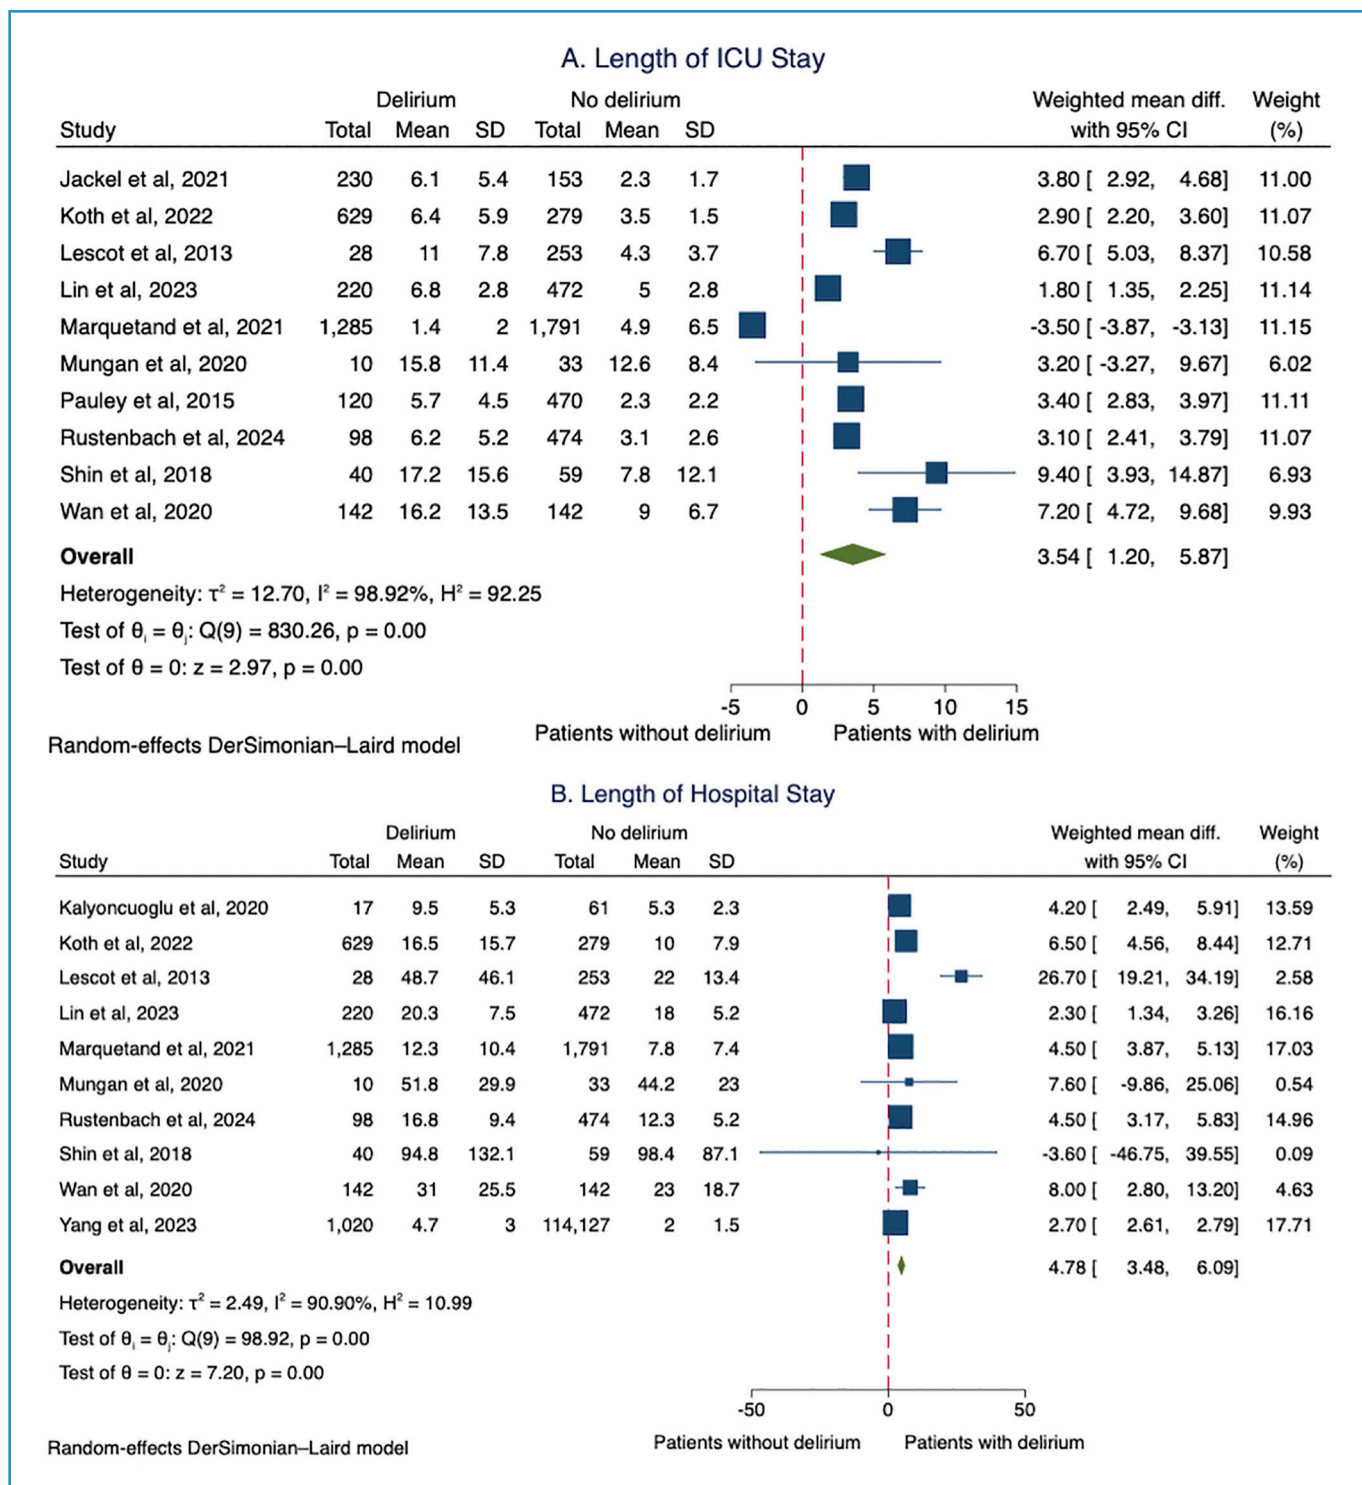 A. Length of ICU Stay
Delirium No delirium Weighted mean diff. Weight
Study Total Mean SD Total Mean SD with 95% CI (%)
Jackel et al, 2021 230 6.1 5.4 153 2.3 1.7 3.80 [ 2.92, 4.68] 11.00
Koth et al, 2022 629 6.4 5.9 279 3.5 1.5 2.90 [ 2.20, 3.60] 11.07
Lescot et al, 2013 28 11 7.8 253 4.3 3.7 6.70 [ 5.03, 8.37] 10.58
Lin et al, 2023 220 6.8 2.8 472 5 2.8 1.80 [ 1.35, 2.25] 11.14
Marquetand et al, 2021 1,285 1.4 2 1,791 4.9 6.5 -3.50 [ -3.87, -3.13] 11.15
Mungan et al, 2020 10 15.8 11.4 33 12.6 8.4 3.20 [ -3.27, 9.67] 6.02
Pauley et al, 2015 120 5.7 4.5 470 2.3 2.2 3.40 [ 2.83, 3.97] 11.11
Rustenbach et al, 2024 98 6.2 5.2 474 3.1 2.6 3.10 [ 2.41, 3.79] 11.07
Shin et al, 2018 40 17.2 15.6 59 7.8 12.1 9.40 [ 3.93, 14.87] 6.93
Wan et al, 2020 142 16.2 13.5 142 9 6.7 7.20 [ 4.72, 9.68] 9.93
Overall 3.54 [ 1.20, 5.87]
Heterogeneity: τ² = 12.70, I² = 98.92%, H² = 92.25
Test of θᵢ = θⱼ: Q(9) = 830.26, p = 0.00
Test of θ = 0: z = 2.97, p = 0.00
-5 0 5 10 15
Patients without delirium Patients with delirium
Random-effects DerSimonian–Laird model
B. Length of Hospital Stay
Delirium No delirium Weighted mean diff. Weight
Study Total Mean SD Total Mean SD with 95% CI (%)
Kalyoncuoglu et al, 2020 17 9.5 5.3 61 5.3 2.3 4.20 [ 2.49, 5.91] 13.59
Koth et al, 2022 629 16.5 15.7 279 10 7.9 6.50 [ 4.56, 8.44] 12.71
Lescot et al, 2013 28 48.7 46.1 253 22 13.4 26.70 [ 19.21, 34.19] 2.58
Lin et al, 2023 220 20.3 7.5 472 18 5.2 2.30 [ 1.34, 3.26] 16.16
Marquetand et al, 2021 1,285 12.3 10.4 1,791 7.8 7.4 4.50 [ 3.87, 5.13] 17.03
Mungan et al, 2020 10 51.8 29.9 33 44.2 23 7.60 [ -9.86, 25.06] 0.54
Rustenbach et al, 2024 98 16.8 9.4 474 12.3 5.2 4.50 [ 3.17, 5.83] 14.96
Shin et al, 2018 40 94.8 132.1 59 98.4 87.1 -3.60 [ -46.75, 39.55] 0.09
Wan et al, 2020 142 31 25.5 142 23 18.7 8.00 [ 2.80, 13.20] 4.63
Yang et al, 2023 1,020 4.7 3 114,127 2 1.5 2.70 [ 2.61, 2.79] 17.71
Overall 4.78 [ 3.48, 6.09]
Heterogeneity: τ² = 2.49, I² = 90.90%, H² = 10.99
Test of θᵢ = θⱼ: Q(9) = 98.92, p = 0.00
Test of θ = 0: z = 7.20, p = 0.00
-50 0 50
Patients without delirium Patients with delirium
Random-effects DerSimonian–Laird model